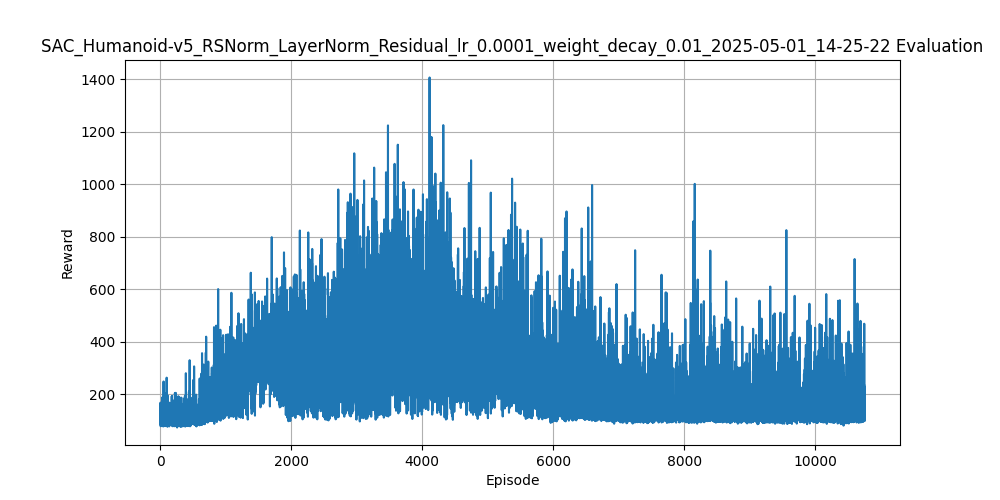 SAC_Humanoid-v5_RSNorm_LayerNorm_Residual_lr_0.0001_weight_decay_0.01_2025-05-01_14-25-22 Evaluation
1400
1200
1000
800
600
400
200
Reward
0 2000 4000 6000 8000 10000
Episode